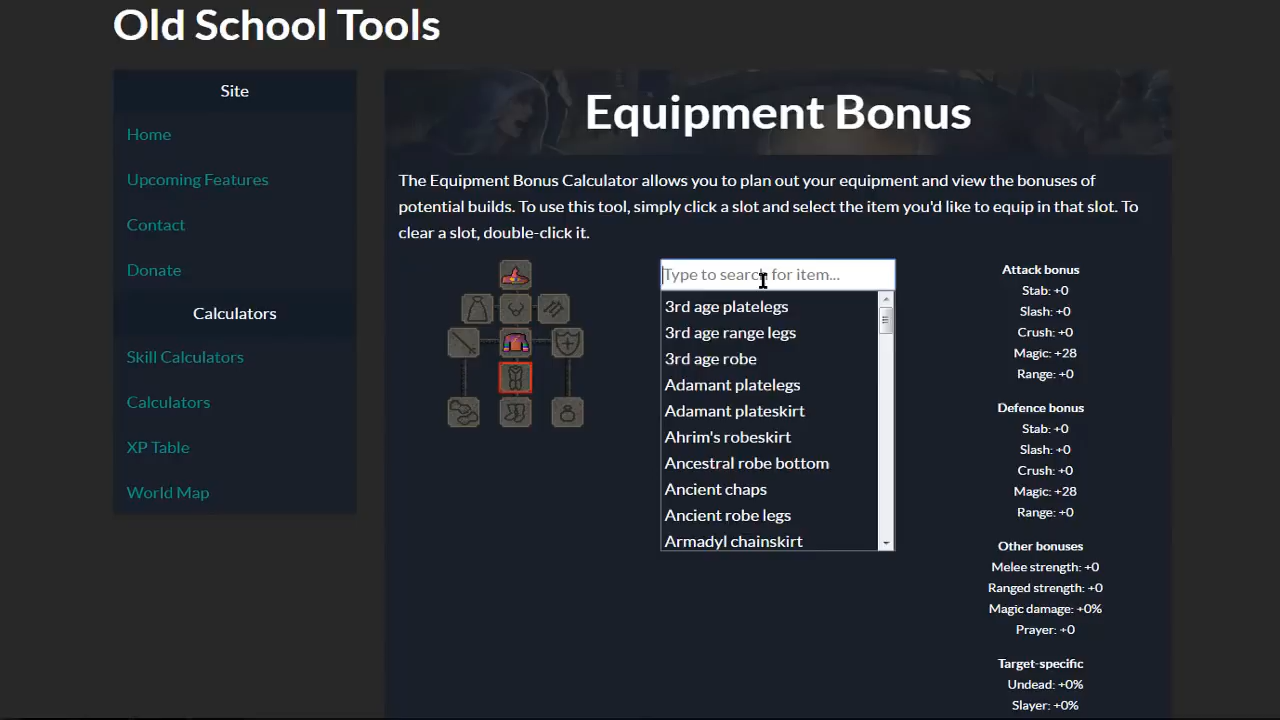 Old School Tools
Site
Home
Upcoming Features
Contact
Donate
Calculators
Skill Calculators
Calculators
XP Table
World Map
Equipment Bonus
The Equipment Bonus Calculator allows you to plan out your equipment and view the bonuses of
potential builds. To use this tool, simply click a slot and select the item you'd like to equip in that slot. To
clear a slot, double-click it.
Type to search for item...
3rd age platelegs
3rd age range legs
3rd age robe
Adamant platelegs
Adamant plateskirt
Ahrim's robeskirt
Ancestral robe bottom
Ancient chaps
Ancient robe legs
Armadyl chainskirt
Attack bonus
Stab: +0
Slash: +0
Crush: +0
Magic: +28
Range: +0
Defence bonus
Stab: +0
Slash: +0
Crush: +0
Magic: +28
Range: +0
Other bonuses
Melee strength: +0
Ranged strength: +0
Magic damage: +0%
Prayer: +0
Target-specific
Undead: +0%
Slayer: +0%